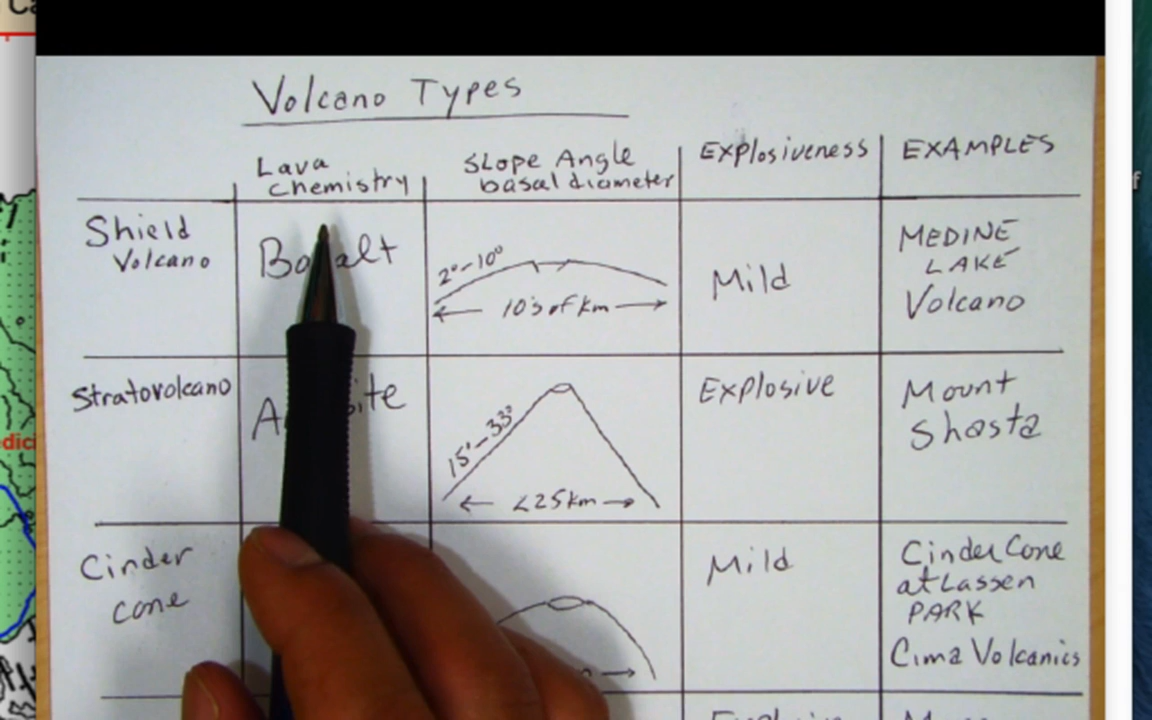 Volcano Types
Lava
chemistry
Slope Angle
basal diameter
Explosiveness
EXAMPLES
Shield
Volcano
2°-10°
10's of km
Mild
MEDINE
LAKE
Volcano
Stratovolcano
15°-33°
<25km
Explosive
Mount
Shasta
Cinder
cone
Mild
Cinder Cone
at Lassen
PARK
Cima Volcanics